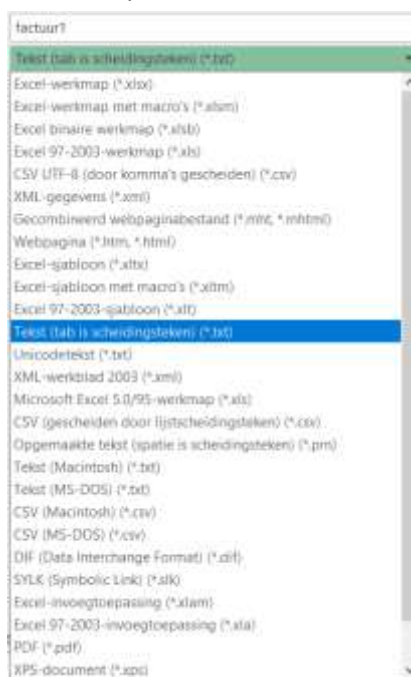 factuur1
Tekst (tab is scheidingsteken) (*.txt)
Excel-werkmap (*.xlsx)
Excel-werkmap met macro's (*.xlsm)
Excel binaire werkmap (*.xlsb)
Excel 97-2003-werkmap (*.xls)
CSV UTF-8 (door komma's gescheiden) (*.csv)
XML-gegevens (*.xml)
Gecombineerd webpaginabestand (*.mht, *.mhtml)
Webpagina (*.htm, *.html)
Excel-sjabloon (*.xltx)
Excel-sjabloon met macro's (*.xltm)
Excel 97-2003-sjabloon (*.xlt)
Tekst (tab is scheidingsteken) (*.txt)
Unicodetekst (*.txt)
XML-werkblad 2003 (*.xml)
Microsoft Excel 5.0/95-werkmap (*.xls)
CSV (gescheiden door lijstscheidingsteken) (*.csv)
Opgemaakte tekst (spatie is scheidingsteken) (*.prn)
Tekst (Macintosh) (*.txt)
Tekst (MS-DOS) (*.txt)
CSV (Macintosh) (*.csv)
CSV (MS-DOS) (*.csv)
DIF (Data Interchange Format) (*.dif)
SYLK (Symbolic Link) (*.slk)
Excel-invoegtoepassing (*.xlam)
Excel 97-2003-invoegtoepassing (*.xla)
PDF (*.pdf)
XPS-document (*.xps)